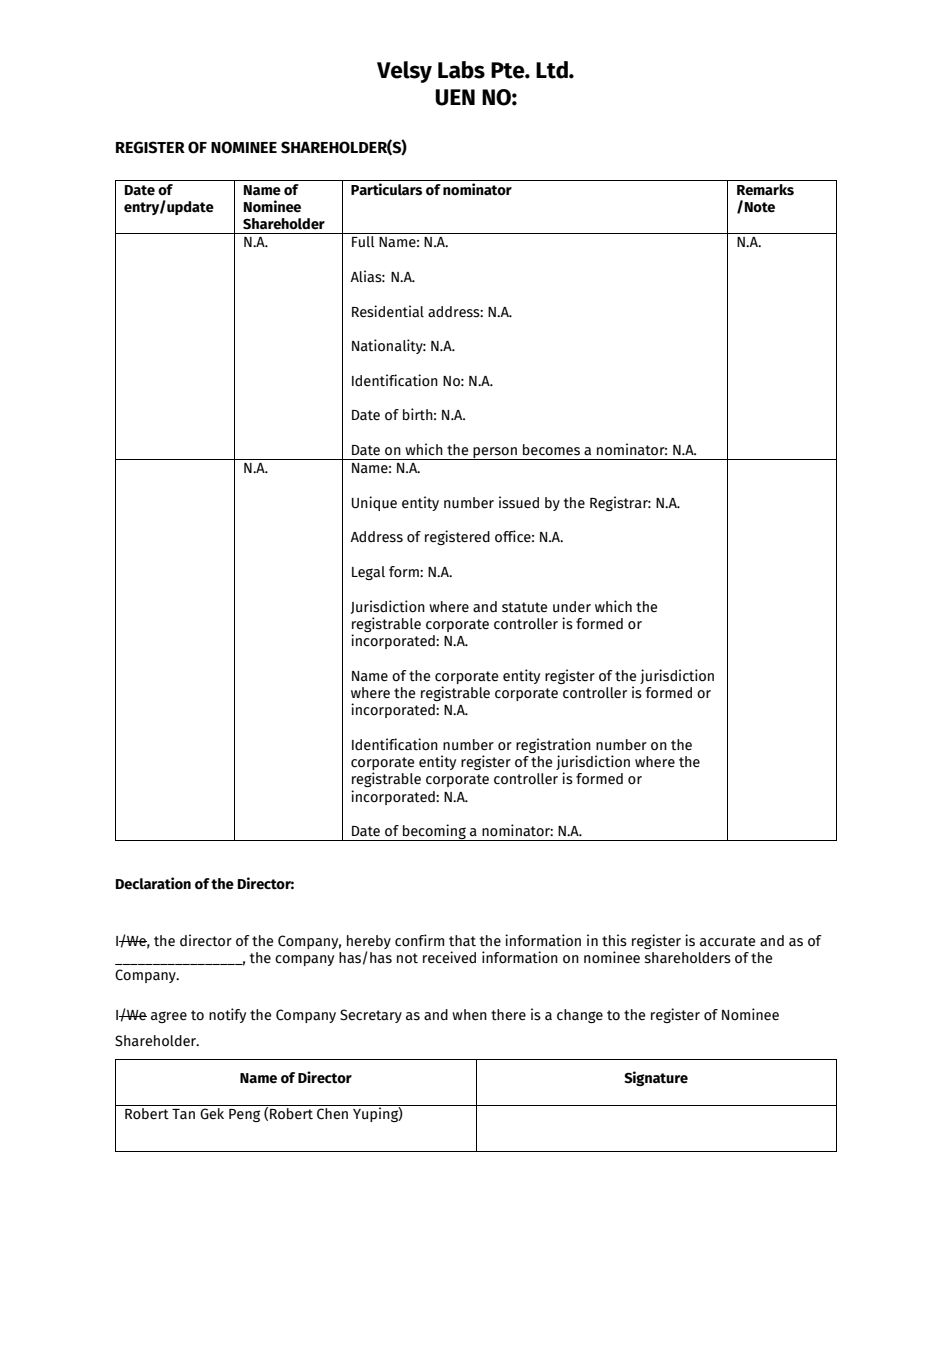 Velsy Labs Pte. Ltd.
UEN NO:
REGISTER OF NOMINEE SHAREHOLDER(S)
Date of
entry/update
Name of
Nominee
Shareholder
Particulars of nominator
Remarks
/Note
N.A.
Full Name: N.A.
Alias: N.A.
Residential address: N.A.
Nationality: N.A.
Identification No: N.A.
Date of birth: N.A.
Date on which the person becomes a nominator: N.A.
N.A.
N.A.
Name: N.A.
Unique entity number issued by the Registrar: N.A.
Address of registered office: N.A.
Legal form: N.A.
Jurisdiction where and statute under which the
registrable corporate controller is formed or
incorporated: N.A.
Name of the corporate entity register of the jurisdiction
where the registrable corporate controller is formed or
incorporated: N.A.
Identification number or registration number on the
corporate entity register of the jurisdiction where the
registrable corporate controller is formed or
incorporated: N.A.
Date of becoming a nominator: N.A.
Declaration of the Director:
I/We, the director of the Company, hereby confirm that the information in this register is accurate and as of
_________________, the company has/has not received information on nominee shareholders of the
Company.
I/We agree to notify the Company Secretary as and when there is a change to the register of Nominee
Shareholder.
Name of Director
Signature
Robert Tan Gek Peng (Robert Chen Yuping)